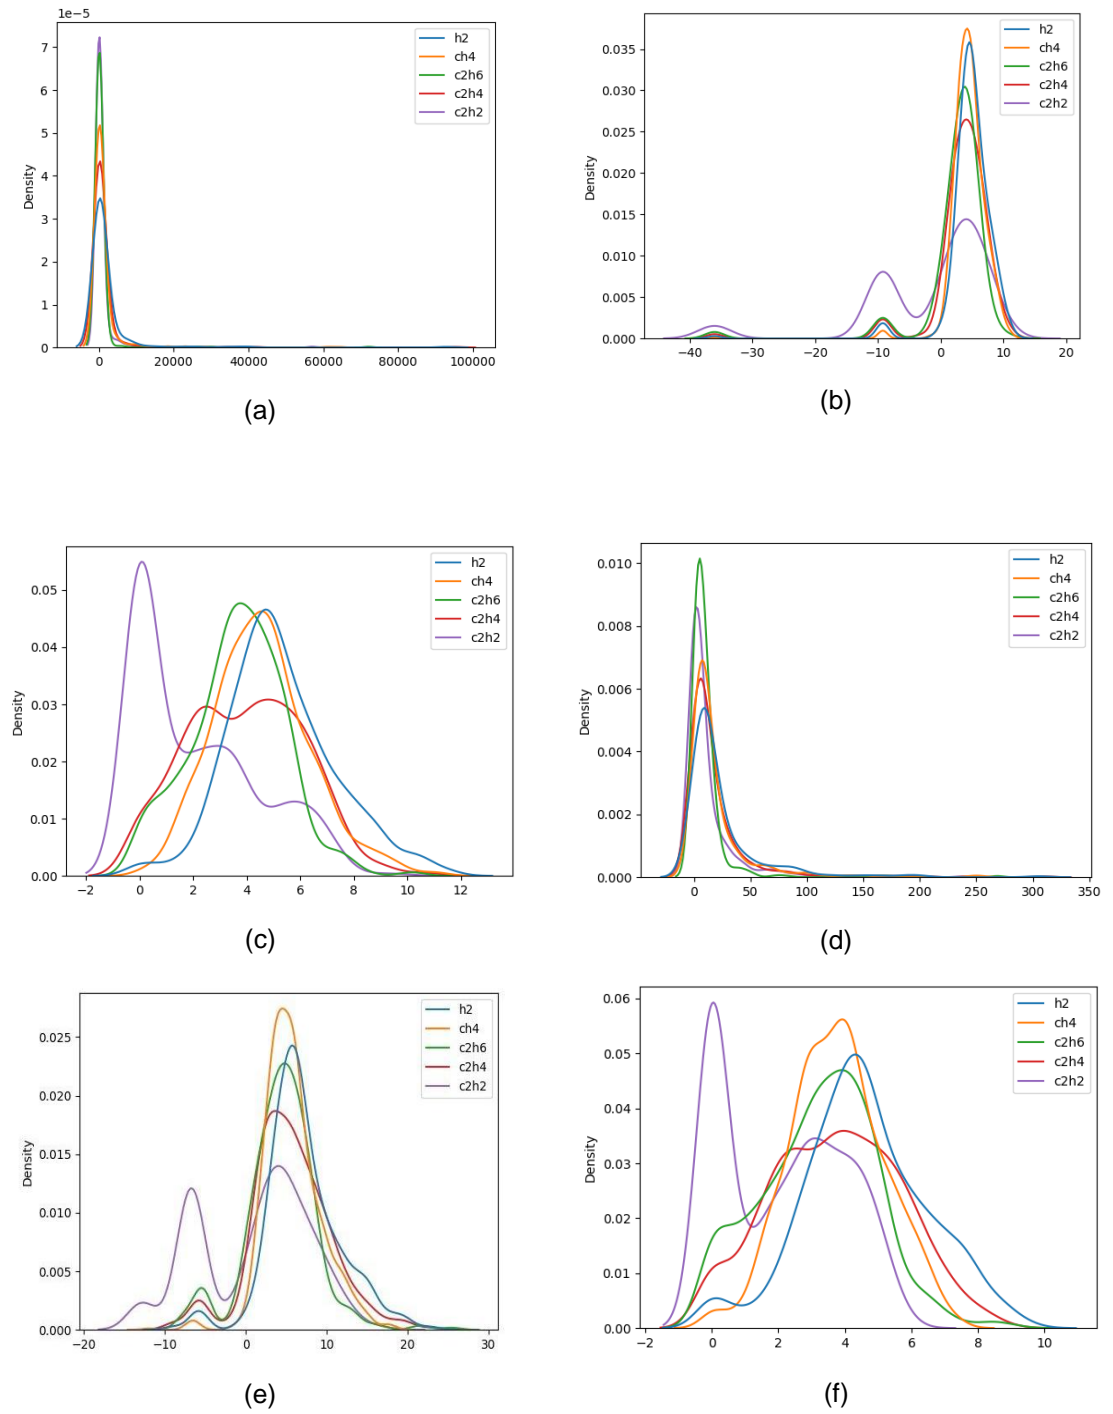 1e−5
7
6
5
4
3
2
1
0
Density
0
20000
40000
60000
80000
100000
h2
ch4
c2h6
c2h4
c2h2
(a)
0.035
0.030
0.025
0.020
0.015
0.010
0.005
0.000
Density
−40
−30
−20
−10
0
10
20
h2
ch4
c2h6
c2h4
c2h2
(b)
0.05
0.04
0.03
0.02
0.01
0.00
Density
−2
0
2
4
6
8
10
12
h2
ch4
c2h6
c2h4
c2h2
(c)
0.010
0.008
0.006
0.004
0.002
0.000
Density
0
50
100
150
200
250
300
350
h2
ch4
c2h6
c2h4
c2h2
(d)
0.025
0.020
0.015
0.010
0.005
0.000
Density
−20
−10
0
10
20
30
h2
ch4
c2h6
c2h4
c2h2
(e)
0.06
0.05
0.04
0.03
0.02
0.01
0.00
Density
−2
0
2
4
6
8
10
h2
ch4
c2h6
c2h4
c2h2
(f)